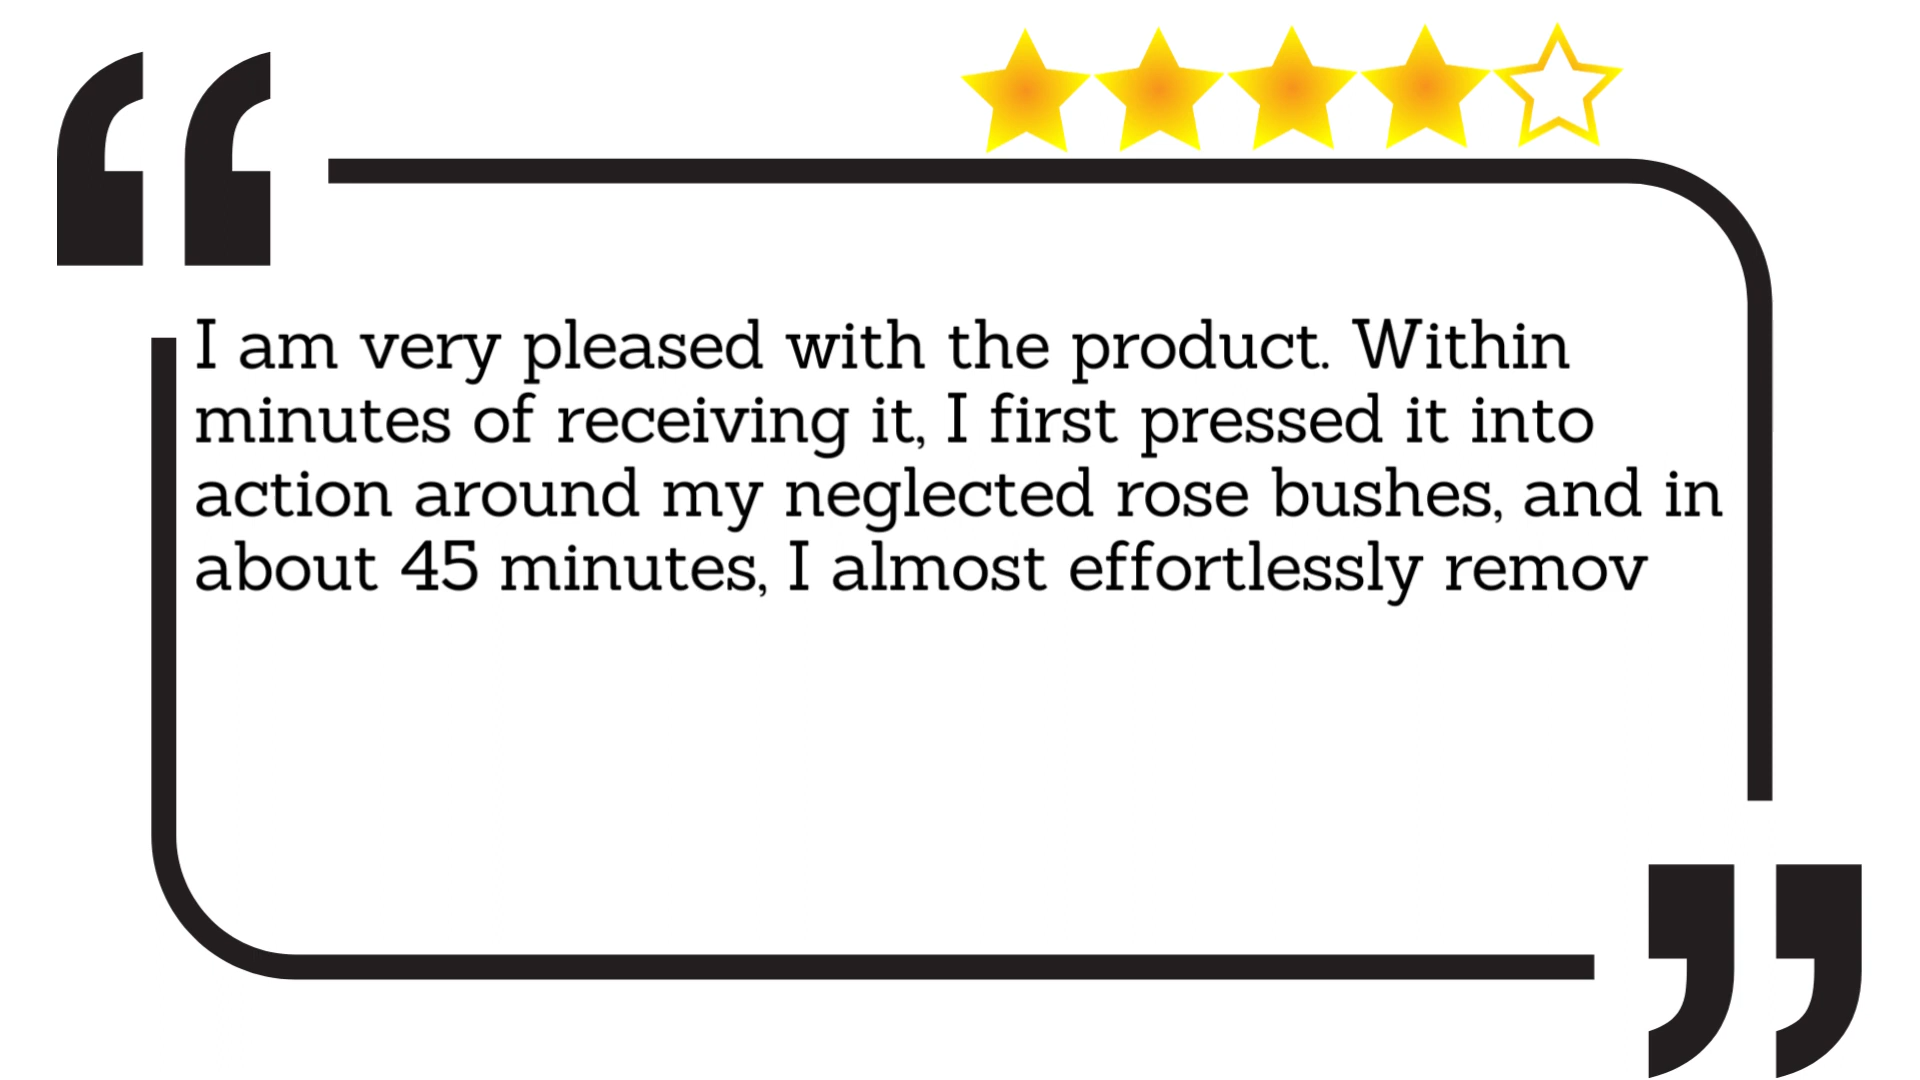 I am very pleased with the product. Within
minutes of receiving it, I first pressed it into
action around my neglected rose bushes, and in
about 45 minutes, I almost effortlessly remov